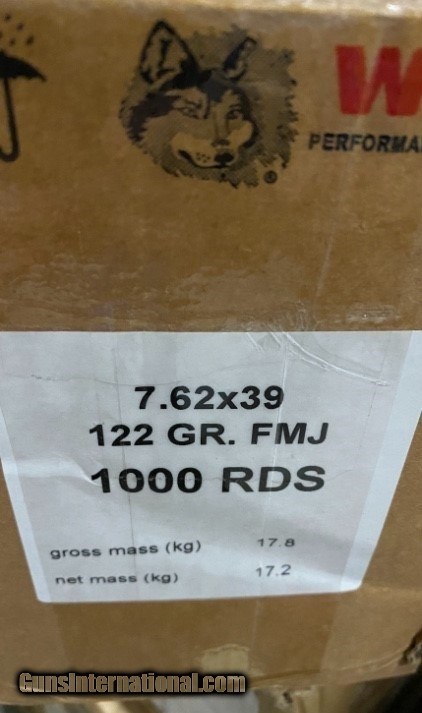 W
PERFORMA
®
7.62x39
122 GR. FMJ
1000 RDS
gross mass (kg) 17.8
net mass (kg) 17.2
GunsInternational.com